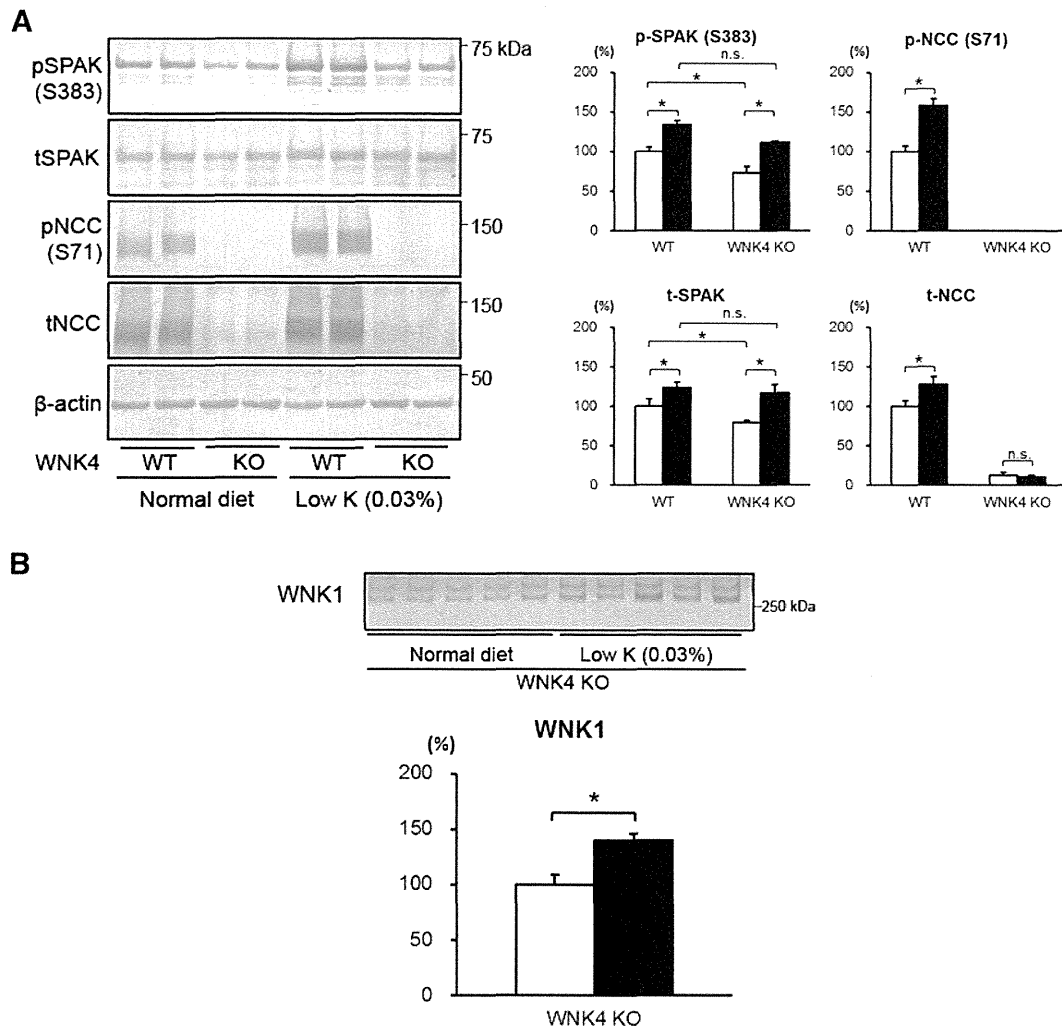 A
pSPAK
(S383)
75 kDa
tSPAK
75
pNCC
(S71)
150
tNCC
150
β-actin
50
WNK4 WT KO WT KO
Normal diet Low K (0.03%)
p-SPAK (S383)
(%)
200
150
100
50
0
n.s.
*
* *
WT WNK4 KO
p-NCC (S71)
(%)
200
150
100
50
0
*
WT WNK4 KO
t-SPAK
(%)
200
150
100
50
0
n.s.
*
* *
WT WNK4 KO
t-NCC
(%)
200
150
100
50
0
*
n.s.
WT WNK4 KO
B
WNK1
250 kDa
Normal diet Low K (0.03%)
WNK4 KO
WNK1
(%)
200
150
100
50
0
*
WNK4 KO